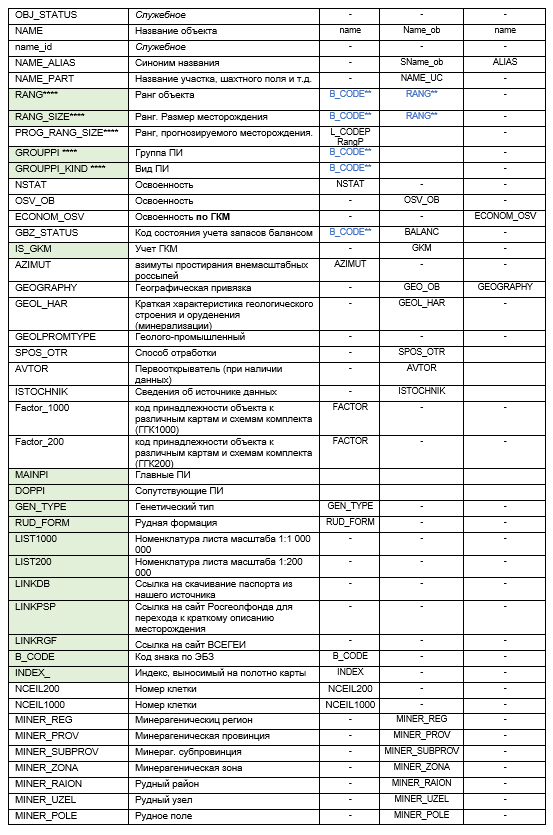 OBJ_STATUS Служебное - - -
NAME Название объекта name Name_ob name
name_id Служебное - - -
NAME_ALIAS Синоним названия - SName_ob ALIAS
NAME_PART Название участка, шахтного поля и т.д. - NAME_UC -
RANG**** Ранг объекта B_CODE** RANG** -
RANG_SIZE**** Ранг. Размер месторождения B_CODE** RANG** -
PROG_RANG_SIZE**** Ранг, прогнозируемого месторождения. L_CODEP -
RangP
GROUPPI **** Группа ПИ B_CODE** -
GROUPPI_KIND **** Вид ПИ B_CODE** -
NSTAT Освоенность NSTAT - -
OSV_OB Освоенность - OSV_OB -
ECONOM_OSV Освоенность по ГКМ - - ECONOM_OSV
GBZ_STATUS Код состояния учета запасов балансом B_CODE** BALANC -
IS_GKM Учет ГКМ - GKM -
AZIMUT азимуты простирания внемасштабных AZIMUT - -
россыпей
GEOGRAPHY Географическая привязка - GEO_OB GEOGRAPHY
GEOL_HAR Краткая характеристика геологического - GEOL_HAR -
строения и оруденения
(минерализации)
GEOLPROMTYPE Геолого-промышленный - - -
SPOS_OTR Способ отработки - SPOS_OTR -
AVTOR Первооткрыватель (при наличии - AVTOR -
данных)
ISTOCHNIK Сведения об источнике данных - ISTOCHNIK -
Factor_1000 код принадлежности объекта к FACTOR - -
различным картам и схемам комплекта
(ГГК1000)
Factor_200 код принадлежности объекта к FACTOR - -
различным картам и схемам комплекта
(ГГК200)
MAINPI Главные ПИ
DOPPI Сопутствующие ПИ
GEN_TYPE Генетический тип GEN_TYPE - -
RUD_FORM Рудная формация RUD_FORM - -
LIST1000 Номенклатура листа масштаба 1:1 000 - - -
000
LIST200 Номенклатура листа масштаба 1:200 - - -
000
LINKDB Ссылка на скачивание паспорта из - - -
нашего источника
LINKPSP Ссылка на сайт Росгеолфонда для - - -
перехода к краткому описанию
месторождения
LINKRGF Ссылка на сайт ВСЕГЕИ - - -
B_CODE Код знака по ЭБЗ B_CODE - -
INDEX_ Индекс, выносимый на полотно карты INDEX - -
NCEIL200 Номер клетки NCEIL200 - -
NCEIL1000 Номер клетки NCEIL1000 - -
MINER_REG Минерагеническиц регион - MINER_REG -
MINER_PROV Минерагеническая провинция - MINER_PROV -
MINER_SUBPROV Минераг. субпровинция - MINER_SUBPROV -
MINER_ZONA Минерагеническая зона - MINER_ZONA -
MINER_RAION Рудный район - MINER_RAION -
MINER_UZEL Рудный узел - MINER_UZEL -
MINER_POLE Рудное поле - MINER_POLE -